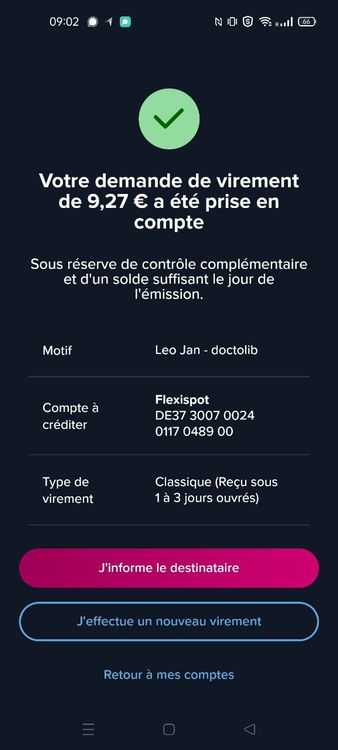 09:02
66
Votre demande de virement
de 9,27 € a été prise en
compte
Sous réserve de contrôle complémentaire
et d'un solde suffisant le jour de
l'émission.
Motif
Leo Jan - doctolib
Compte à
créditer
Flexispot
DE37 3007 0024
0117 0489 00
Type de
virement
Classique (Reçu sous
1 à 3 jours ouvrés)
J'informe le destinataire
J'effectue un nouveau virement
Retour à mes comptes